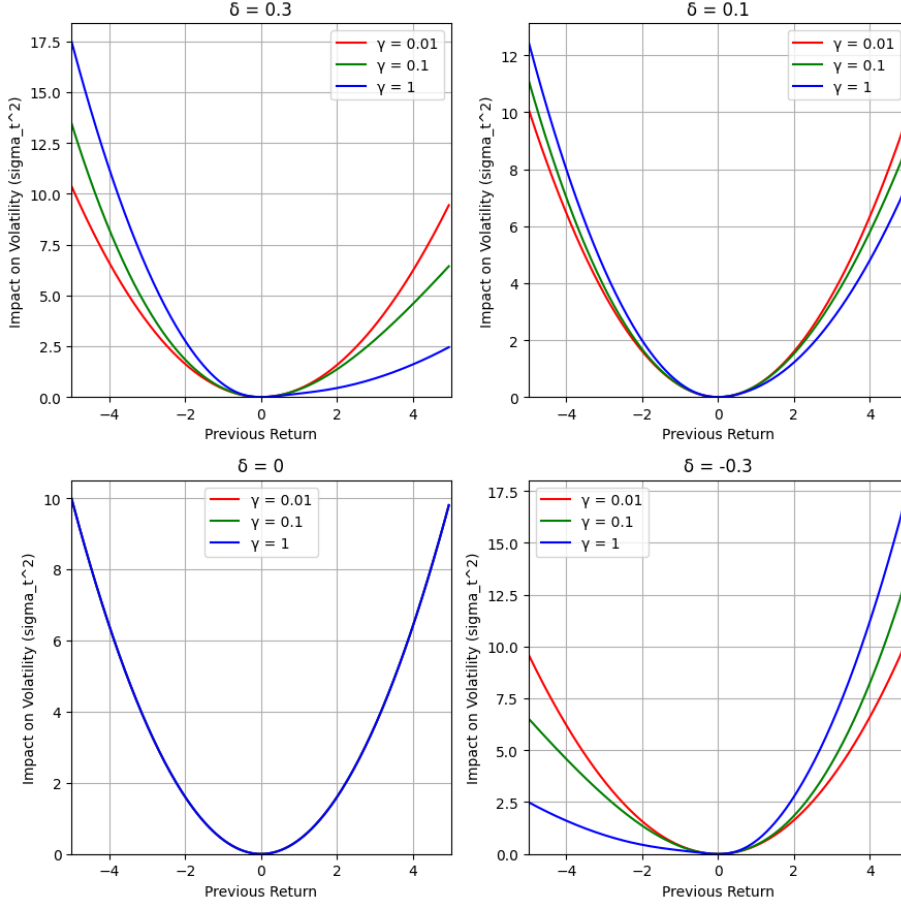 δ = 0.3
Impact on Volatility (sigma_t^2)
17.5
15.0
12.5
10.0
7.5
5.0
2.5
0.0
−4
−2
0
2
4
Previous Return
γ = 0.01
γ = 0.1
γ = 1
δ = 0.1
Impact on Volatility (sigma_t^2)
12
10
8
6
4
2
0
−4
−2
0
2
4
Previous Return
γ = 0.01
γ = 0.1
γ = 1
δ = 0
Impact on Volatility (sigma_t^2)
10
8
6
4
2
0
−4
−2
0
2
4
Previous Return
γ = 0.01
γ = 0.1
γ = 1
δ = -0.3
Impact on Volatility (sigma_t^2)
17.5
15.0
12.5
10.0
7.5
5.0
2.5
0.0
−4
−2
0
2
4
Previous Return
γ = 0.01
γ = 0.1
γ = 1